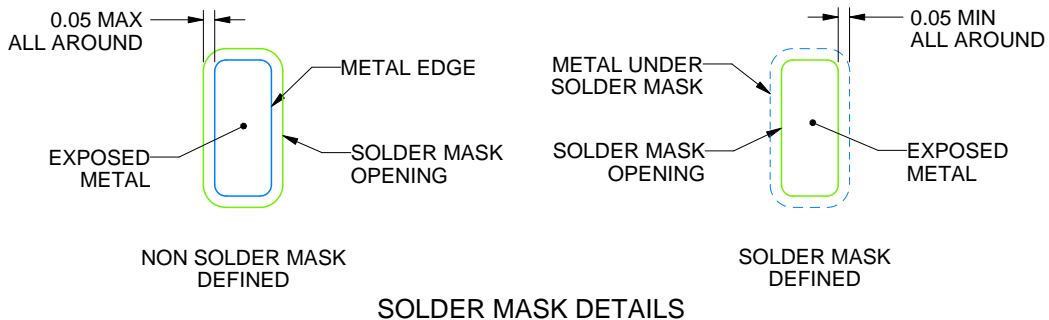 0.05 MAX
ALL AROUND
METAL EDGE
EXPOSED
METAL
SOLDER MASK
OPENING
NON SOLDER MASK
DEFINED
0.05 MIN
ALL AROUND
METAL UNDER
SOLDER MASK
SOLDER MASK
OPENING
EXPOSED
METAL
SOLDER MASK
DEFINED
SOLDER MASK DETAILS